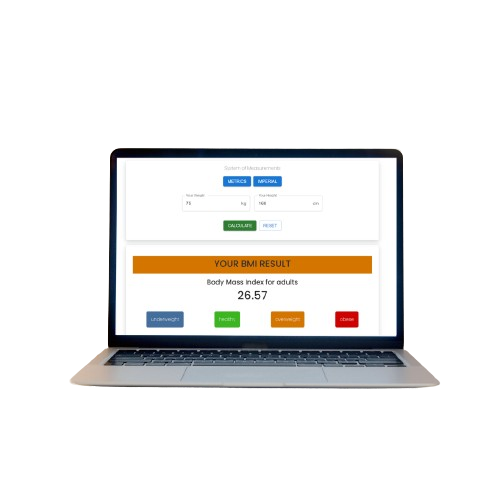 System of Measurements
METRICS IMPERIAL
Your Weight Your Height
75 kg 168 cm
CALCULATE RESET
YOUR BMI RESULT
Body Mass Index for adults
26.57
underweight healthy overweight obese